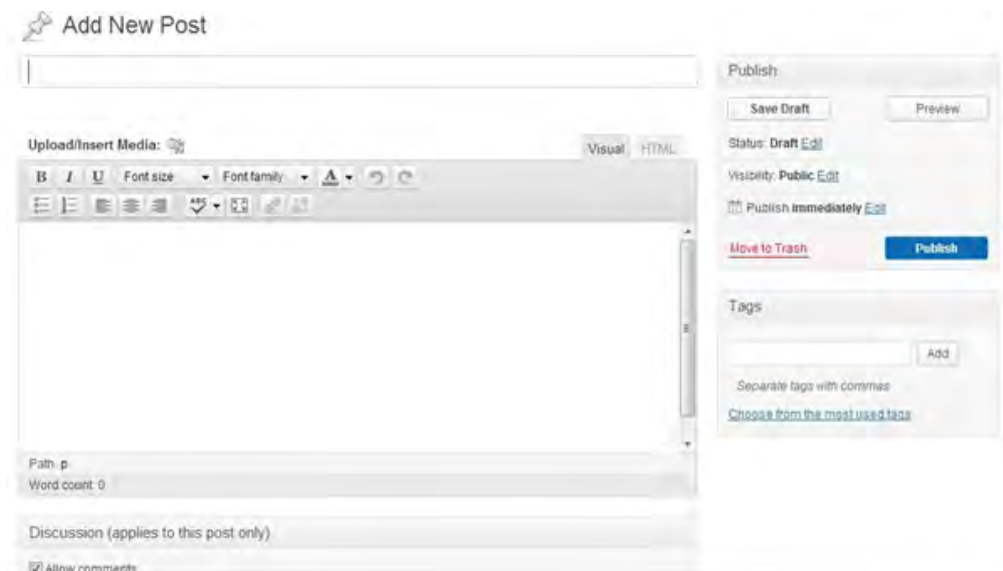 Add New Post
Upload/Insert Media:
Visual HTML
B I U Font size Font family A
ABC
Path: p
Word count: 0
Discussion (applies to this post only)
Allow comments
Publish
Save Draft Preview
Status: Draft Edit
Visibility: Public Edit
Publish immediately Edit
Move to Trash Publish
Tags
Add
Separate tags with commas
Choose from the most used tags